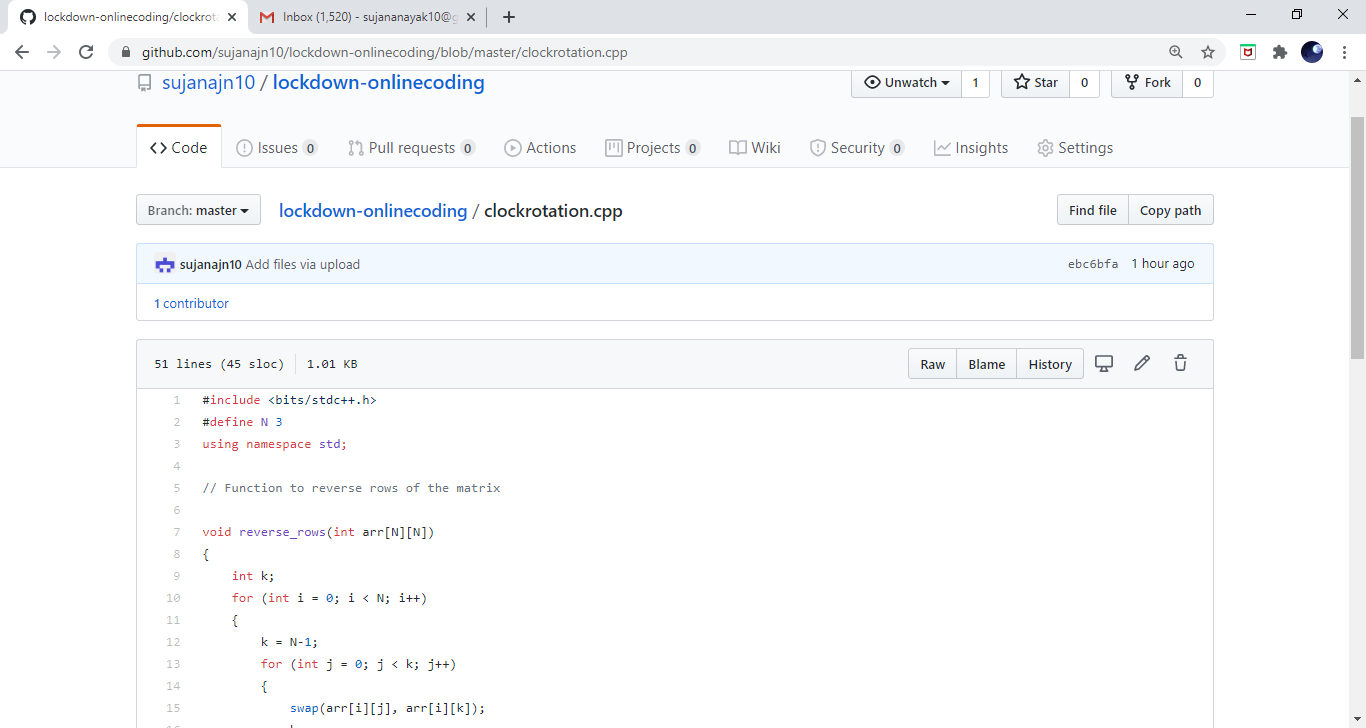 lockdown-onlinecoding/clockrota
Inbox (1,520) - sujananayak10@g
github.com/sujanajn10/lockdown-onlinecoding/blob/master/clockrotation.cpp
sujanajn10 / lockdown-onlinecoding
Unwatch 1 Star 0 Fork 0
Code Issues 0 Pull requests 0 Actions Projects 0 Wiki Security 0 Insights Settings
Branch: master lockdown-onlinecoding / clockrotation.cpp Find file Copy path
sujanajn10 Add files via upload ebc6bfa 1 hour ago
1 contributor
51 lines (45 sloc) 1.01 KB Raw Blame History
1 #include <bits/stdc++.h>
2 #define N 3
3 using namespace std;
4
5 // Function to reverse rows of the matrix
6
7 void reverse_rows(int arr[N][N])
8 {
9 int k;
10 for (int i = 0; i < N; i++)
11 {
12 k = N-1;
13 for (int j = 0; j < k; j++)
14 {
15 swap(arr[i][j], arr[i][k]);